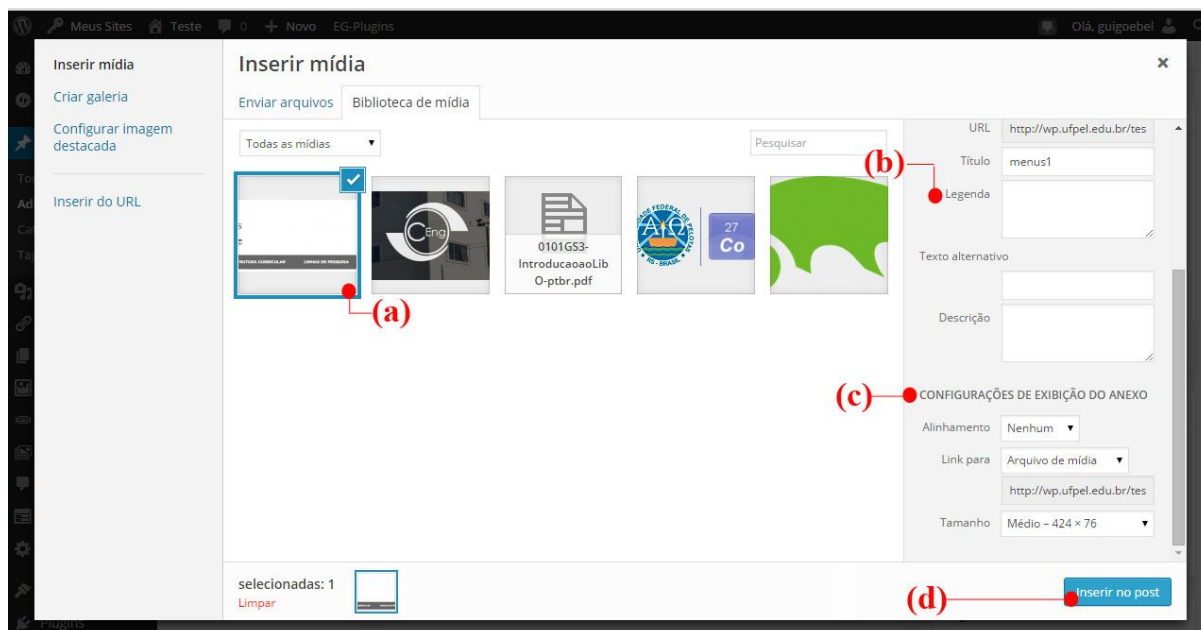 Meus Sites Teste 0 + Novo EG-Plugins Olá, guigoebel
Inserir mídia
Criar galeria
Configurar imagem
destacada
Inserir do URL
Inserir mídia
×
Enviar arquivos Biblioteca de mídia
Todas as mídias
Pesquisar
CEng
0101GS3-
IntroducaoaoLib
O-ptbr.pdf
27
Co
(a)
URL http://wp.ufpel.edu.br/tes
(b)
Título menus1
Legenda
Texto alternativo
Descrição
(c)
CONFIGURAÇÕES DE EXIBIÇÃO DO ANEXO
Alinhamento Nenhum
Link para Arquivo de mídia
http://wp.ufpel.edu.br/tes
Tamanho Médio – 424 × 76
selecionadas: 1
Limpar
(d)
Inserir no post
Plugins